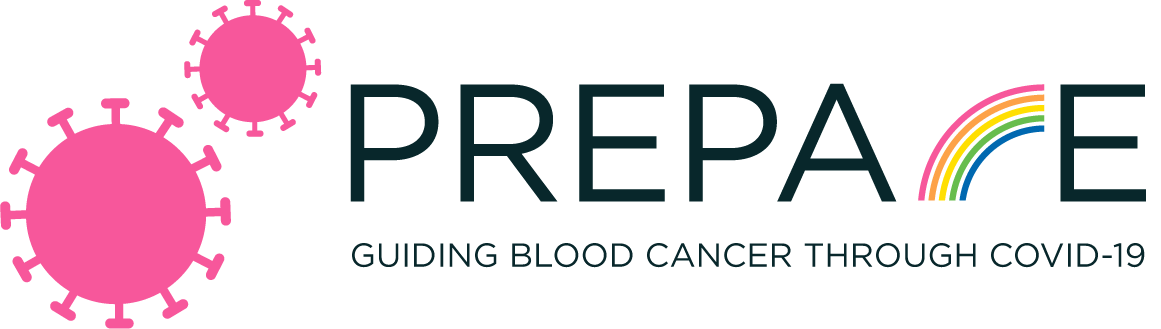 PREPARE
GUIDING BLOOD CANCER THROUGH COVID-19